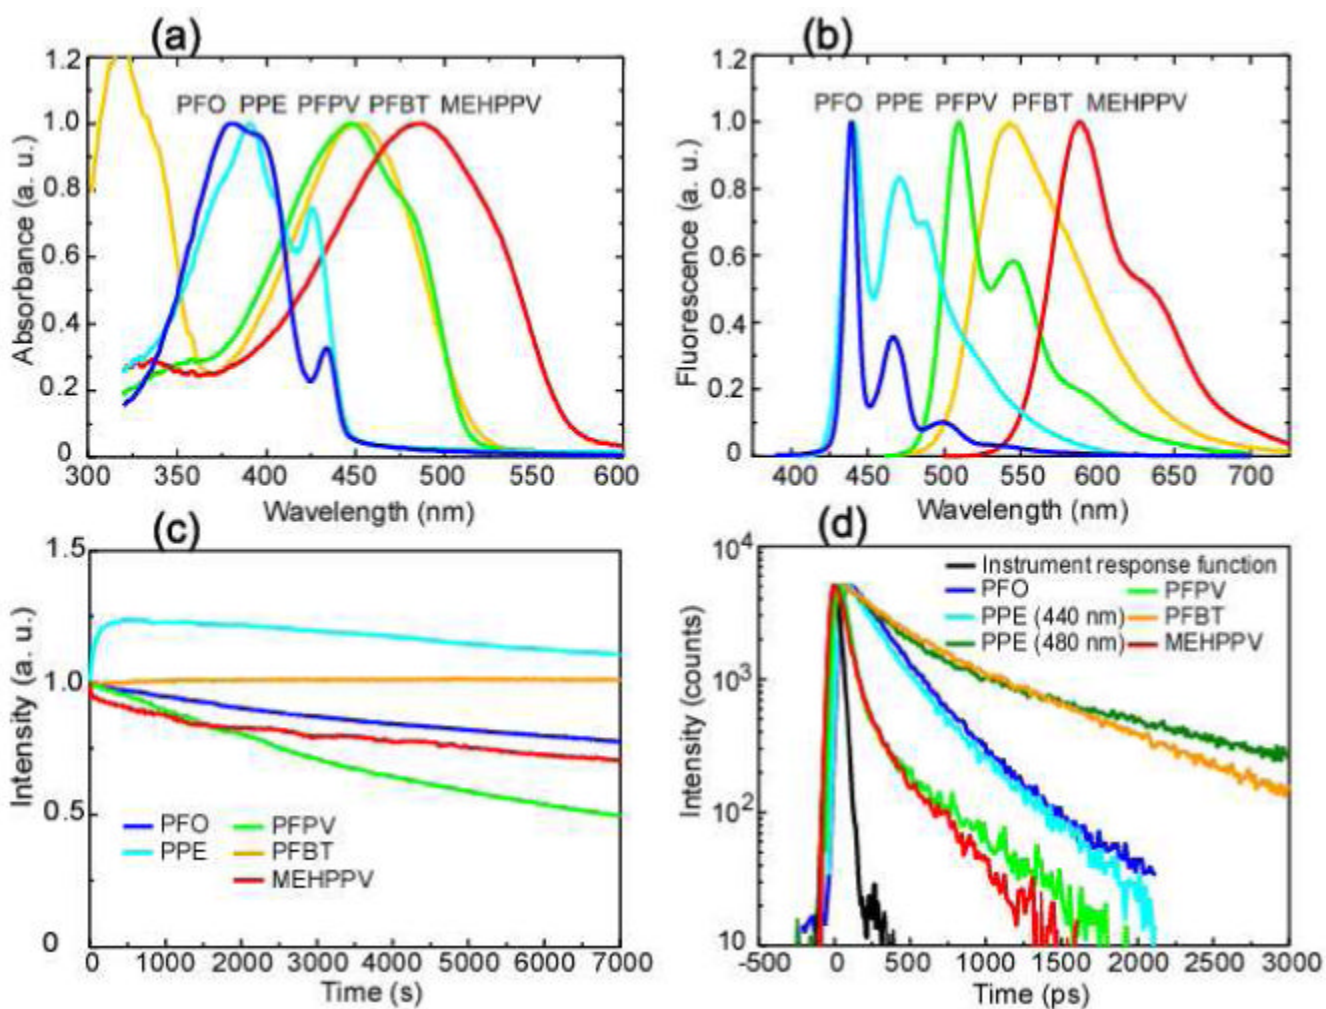 (a)
1.2
1.0
0.8
0.6
0.4
0.2
0
300 350 400 450 500 550 600
Absorbance (a. u.)
Wavelength (nm)
PFO PPE PFPV PFBT MEHPPV
(b)
1.2
1.0
0.8
0.6
0.4
0.2
0
400 450 500 550 600 650 700
Fluorescence (a. u.)
Wavelength (nm)
PFO PPE PFPV PFBT MEHPPV
(c)
1.5
1.0
0.5
0
0 1000 2000 3000 4000 5000 6000 7000
Intensity (a. u.)
Time (s)
PFO PFPV
PPE PFBT
MEHPPV
(d)
10^4
10^3
10^2
10
-500 0 500 1000 1500 2000 2500 3000
Intensity (counts)
Time (ps)
Instrument response function
PFO PFPV
PPE (440 nm) PFBT
PPE (480 nm) MEHPPV